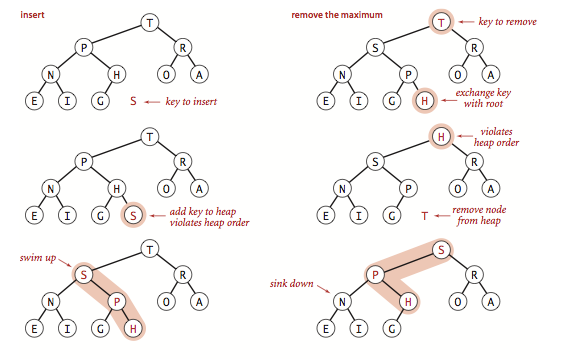 insert
T
P R
N H O A
E I G S key to insert
T
P R
N H O A
E I G S add key to heap
violates heap order
swim up
T
S R
N P O A
E I G H
remove the maximum
T key to remove
S R
N P O A
E I G H exchange key
with root
H violates
heap order
S R
N P O A
E I G T remove node
from heap
sink down
S
P R
N H O A
E I G